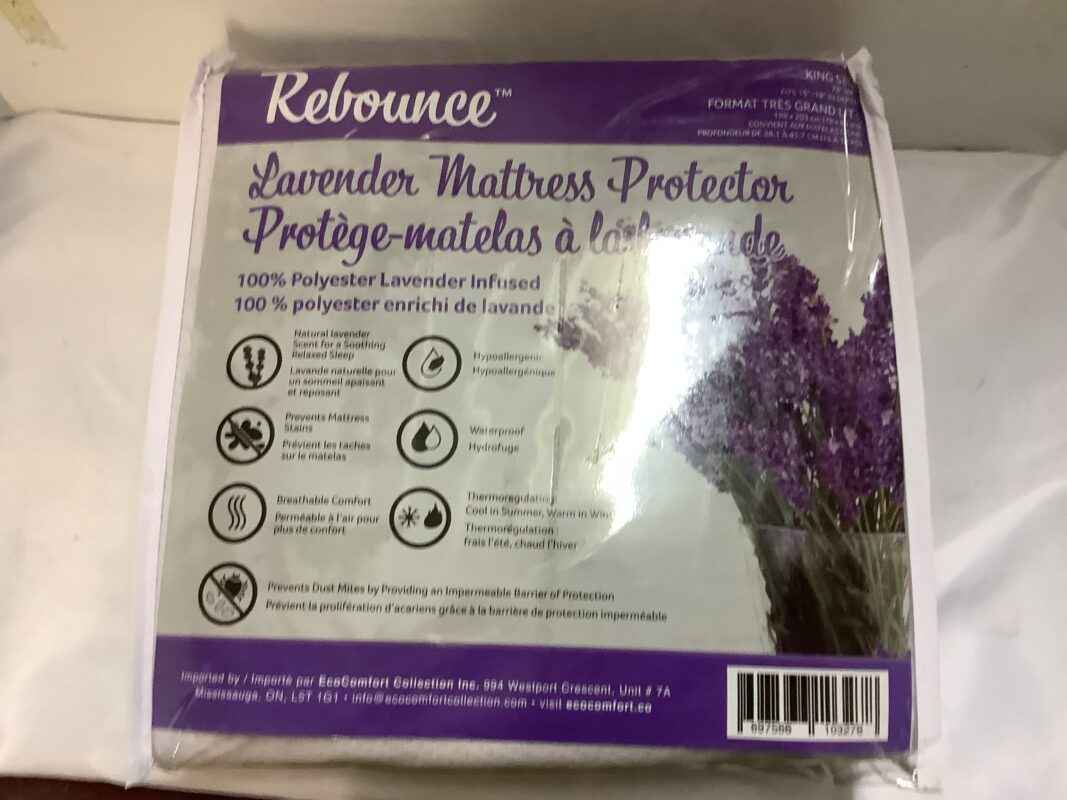 Rebounce™
KING
FORMAT TRÈS GRAND
Lavender Mattress Protector
Protège-matelas à la
100% Polyester Lavender Infused
100 % polyester enrichi de lavande
Natural lavender
Scent for a Soothing
Relaxed Sleep
Lavande naturelle pour
un sommeil apaisant
et reposant
Hypoallergenic
Hypoallergénique
Prevents Mattress
Stains
Prévient les taches
sur le matelas
Waterproof
Hydrofuge
Breathable Comfort
Perméable à l'air pour
plus de confort
Thermoregulating
Cool in Summer, Warm in
Thermorégulation
frais l'été, chaud l'hiver
Prevents Dust Mites by Providing an Impermeable Barrier of Protection
Prévient la prolifération d'acariens grâce à la barrière de protection imperméable
Imported by / Importé par EcoComfort Collection Inc. 994 Westport Crescent, Unit # 7A
Mississauga, ON, L5T 1G1 • info@ecocomfortcollection.com • visit ecocomfort.ca
697566 103278